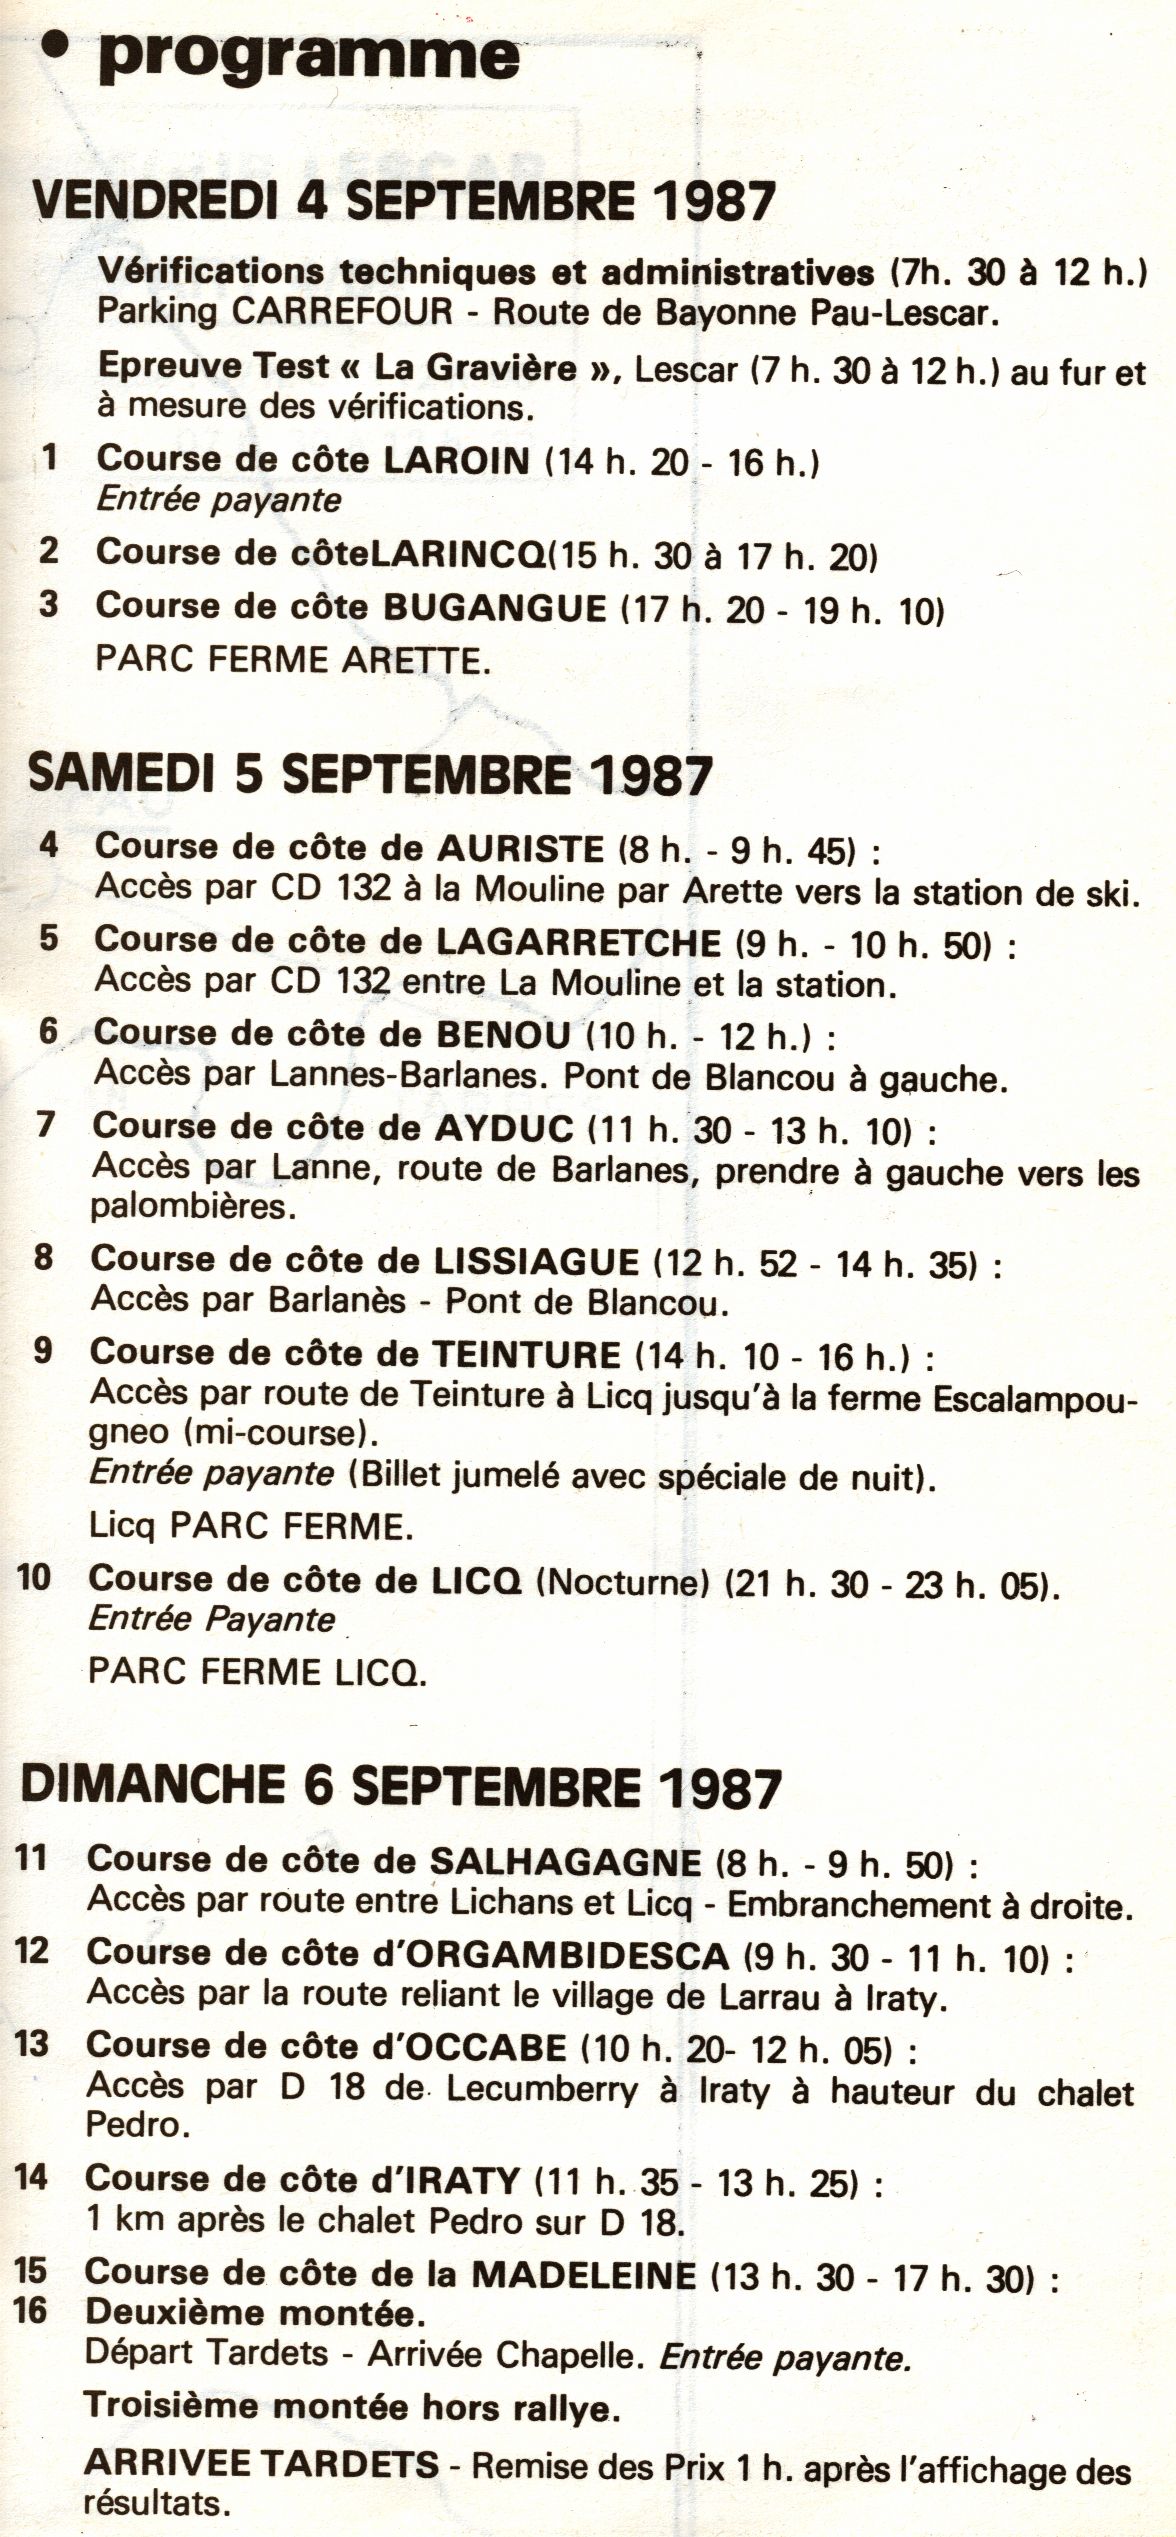 • programme
VENDREDI 4 SEPTEMBRE 1987
Vérifications techniques et administratives (7h. 30 à 12 h.)
Parking CARREFOUR - Route de Bayonne Pau-Lescar.
Epreuve Test « La Gravière », Lescar (7 h. 30 à 12 h.) au fur et
à mesure des vérifications.
1 Course de côte LAROIN (14 h. 20 - 16 h.)
Entrée payante
2 Course de côteLARINCQ(15 h. 30 à 17 h. 20)
3 Course de côte BUGANGUE (17 h. 20 - 19 h. 10)
PARC FERME ARETTE.
SAMEDI 5 SEPTEMBRE 1987
4 Course de côte de AURISTE (8 h. - 9 h. 45) :
Accès par CD 132 à la Mouline par Arette vers la station de ski.
5 Course de côte de LAGARRETCHE (9 h. - 10 h. 50) :
Accès par CD 132 entre La Mouline et la station.
6 Course de côte de BENOU (10 h. - 12 h.) :
Accès par Lannes-Barlanes. Pont de Blancou à gauche.
7 Course de côte de AYDUC (11 h. 30 - 13 h. 10) :
Accès par Lanne, route de Barlanes, prendre à gauche vers les
palombières.
8 Course de côte de LISSIAGUE (12 h. 52 - 14 h. 35) :
Accès par Barlanès - Pont de Blancou.
9 Course de côte de TEINTURE (14 h. 10 - 16 h.) :
Accès par route de Teinture à Licq jusqu'à la ferme Escalampou-
gneo (mi-course).
Entrée payante (Billet jumelé avec spéciale de nuit).
Licq PARC FERME.
10 Course de côte de LICQ (Nocturne) (21 h. 30 - 23 h. 05).
Entrée Payante
PARC FERME LICQ.
DIMANCHE 6 SEPTEMBRE 1987
11 Course de côte de SALHAGAGNE (8 h. - 9 h. 50) :
Accès par route entre Lichans et Licq - Embranchement à droite.
12 Course de côte d'ORGAMBIDESCA (9 h. 30 - 11 h. 10) :
Accès par la route reliant le village de Larrau à Iraty.
13 Course de côte d'OCCABE (10 h. 20- 12 h. 05) :
Accès par D 18 de Lecumberry à Iraty à hauteur du chalet
Pedro.
14 Course de côte d'IRATY (11 h. 35 - 13 h. 25) :
1 km après le chalet Pedro sur D 18.
15 Course de côte de la MADELEINE (13 h. 30 - 17 h. 30) :
16 Deuxième montée.
Départ Tardets - Arrivée Chapelle. Entrée payante.
Troisième montée hors rallye.
ARRIVEE TARDETS - Remise des Prix 1 h. après l'affichage des
résultats.